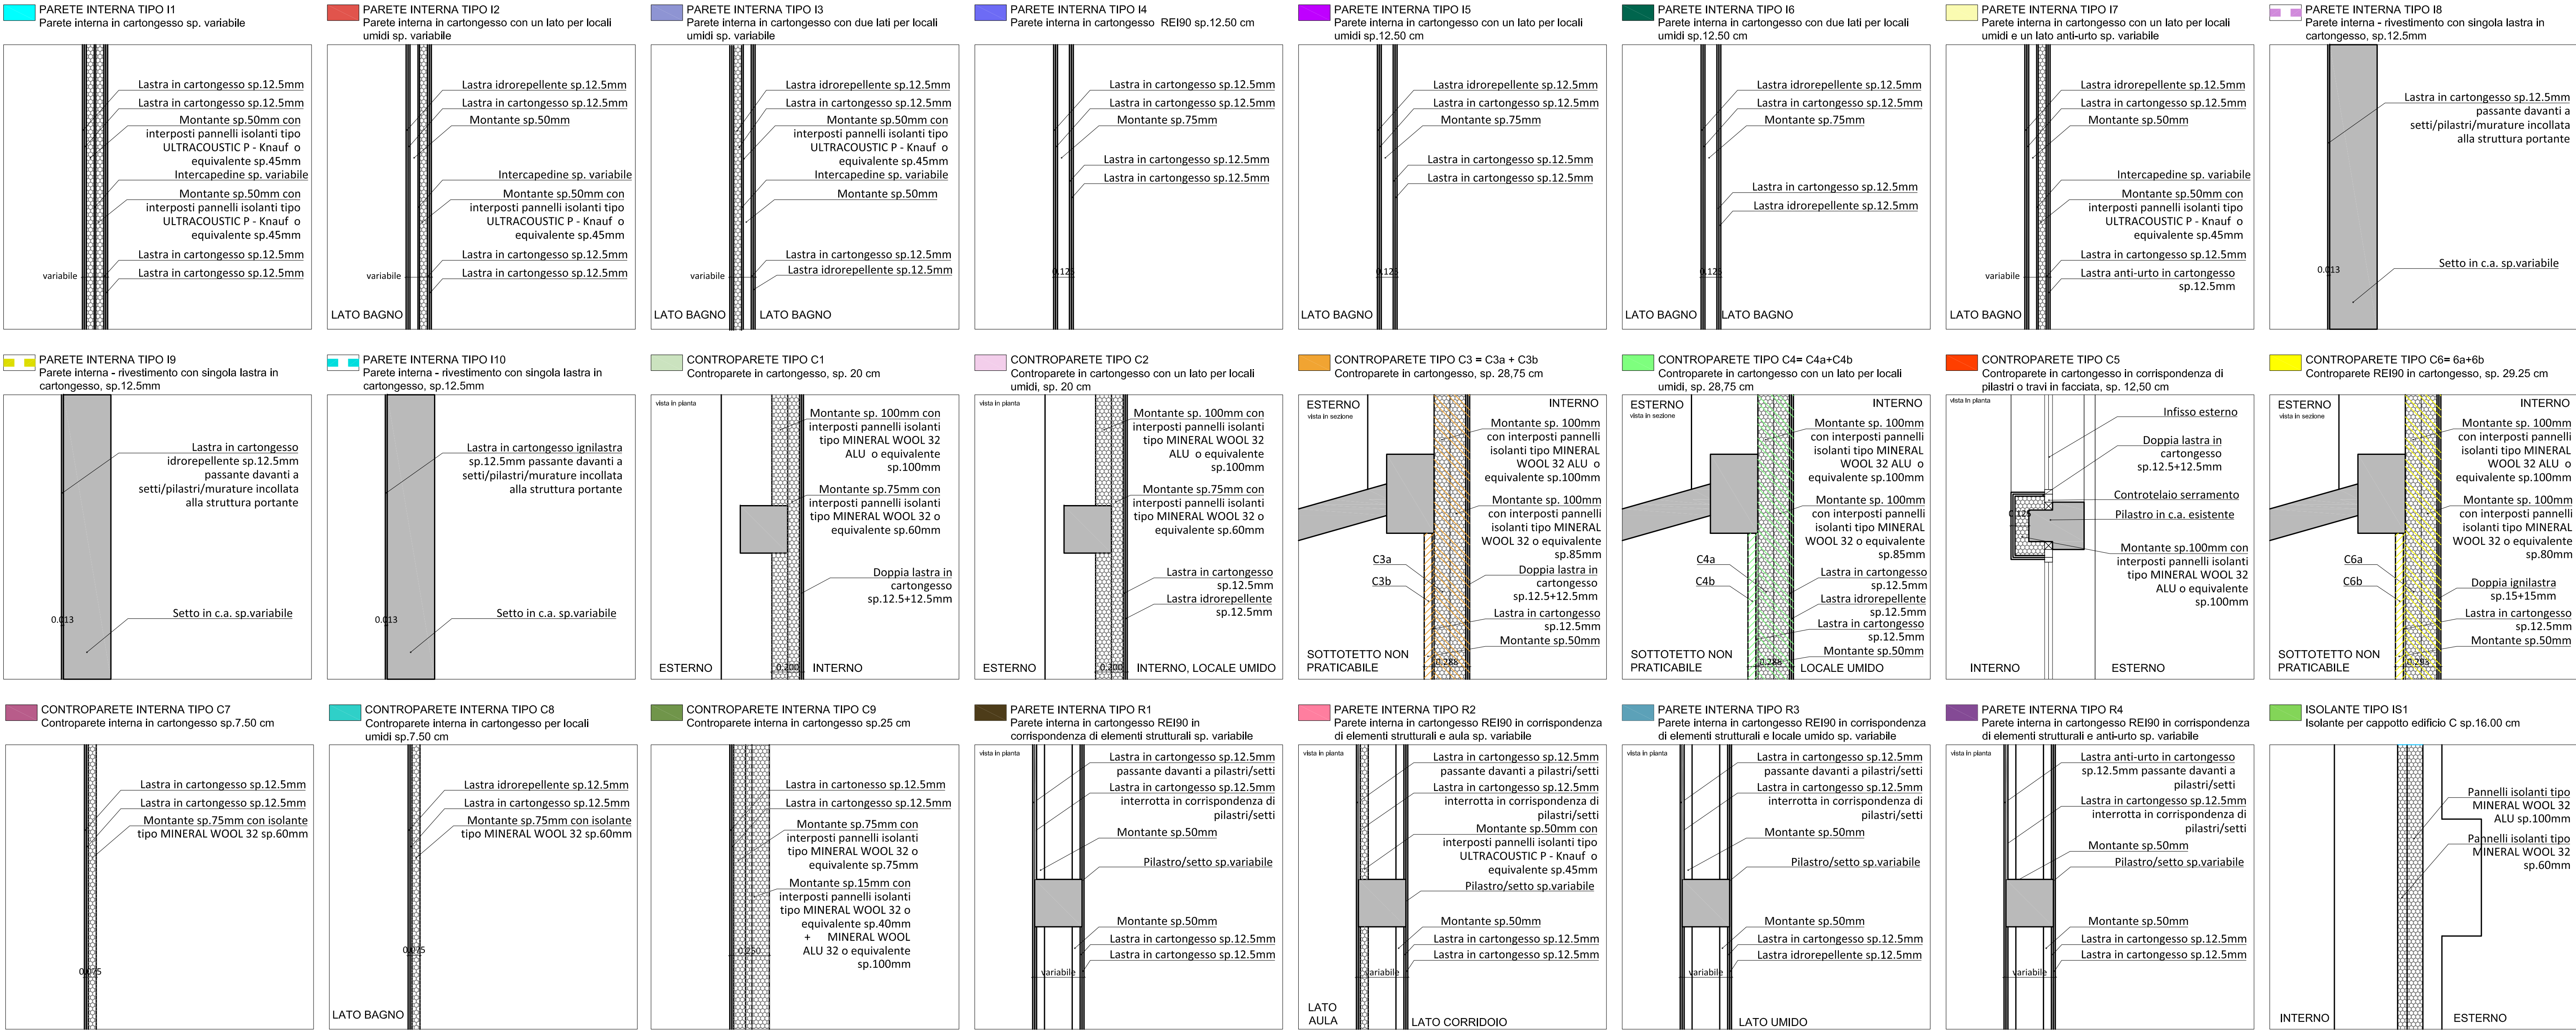 PARETE INTERNA TIPO I1
Parete interna in cartongesso sp. variabile
Lastra in cartongesso sp.12.5mm
Lastra in cartongesso sp.12.5mm
Montante sp.50mm con
interposti pannelli isolanti tipo
ULTRACOUSTIC P - Knauf o
equivalente sp.45mm
Intercapedine sp. variabile
Montante sp.50mm con
interposti pannelli isolanti tipo
ULTRACOUSTIC P - Knauf o
equivalente sp.45mm
Lastra in cartongesso sp.12.5mm
Lastra in cartongesso sp.12.5mm
variabile
PARETE INTERNA TIPO I2
Parete interna in cartongesso con un lato per locali
umidi sp. variabile
Lastra idrorepellente sp.12.5mm
Lastra in cartongesso sp.12.5mm
Montante sp.50mm
Intercapedine sp. variabile
Montante sp.50mm con
interposti pannelli isolanti tipo
ULTRACOUSTIC P - Knauf o
equivalente sp.45mm
Lastra in cartongesso sp.12.5mm
Lastra in cartongesso sp.12.5mm
variabile
LATO BAGNO
PARETE INTERNA TIPO I3
Parete interna in cartongesso con due lati per locali
umidi sp. variabile
Lastra idrorepellente sp.12.5mm
Lastra in cartongesso sp.12.5mm
Montante sp.50mm con
interposti pannelli isolanti tipo
ULTRACOUSTIC P - Knauf o
equivalente sp.45mm
Intercapedine sp. variabile
Montante sp.50mm
Lastra in cartongesso sp.12.5mm
Lastra idrorepellente sp.12.5mm
variabile
LATO BAGNO
LATO BAGNO
PARETE INTERNA TIPO I4
Parete interna in cartongesso REI90 sp.12.50 cm
Lastra in cartongesso sp.12.5mm
Lastra in cartongesso sp.12.5mm
Montante sp.75mm
Lastra in cartongesso sp.12.5mm
Lastra in cartongesso sp.12.5mm
0.125
PARETE INTERNA TIPO I5
Parete interna in cartongesso con un lato per locali
umidi sp.12.50 cm
Lastra idrorepellente sp.12.5mm
Lastra in cartongesso sp.12.5mm
Montante sp.75mm
Lastra in cartongesso sp.12.5mm
Lastra in cartongesso sp.12.5mm
0.125
LATO BAGNO
PARETE INTERNA TIPO I6
Parete interna in cartongesso con due lati per locali
umidi sp.12.50 cm
Lastra idrorepellente sp.12.5mm
Lastra in cartongesso sp.12.5mm
Montante sp.75mm
Lastra in cartongesso sp.12.5mm
Lastra idrorepellente sp.12.5mm
0.125
LATO BAGNO
LATO BAGNO
PARETE INTERNA TIPO I7
Parete interna in cartongesso con un lato per locali
umidi e un lato anti-urto sp. variabile
Lastra idrorepellente sp.12.5mm
Lastra in cartongesso sp.12.5mm
Montante sp.50mm
Intercapedine sp. variabile
Montante sp.50mm con
interposti pannelli isolanti tipo
ULTRACOUSTIC P - Knauf o
equivalente sp.45mm
Lastra in cartongesso sp.12.5mm
Lastra anti-urto in cartongesso
sp.12.5mm
variabile
LATO BAGNO
PARETE INTERNA TIPO I8
Parete interna - rivestimento con singola lastra in
cartongesso, sp.12.5mm
Lastra in cartongesso sp.12.5mm
passante davanti a
setti/pilastri/murature incollata
alla struttura portante
Setto in c.a. sp.variabile
0.013
PARETE INTERNA TIPO I9
Parete interna - rivestimento con singola lastra in
cartongesso, sp.12.5mm
Lastra in cartongesso
idrorepellente sp.12.5mm
passante davanti a
setti/pilastri/murature incollata
alla struttura portante
Setto in c.a. sp.variabile
0.013
PARETE INTERNA TIPO I10
Parete interna - rivestimento con singola lastra in
cartongesso, sp.12.5mm
Lastra in cartongesso ignilastra
sp.12.5mm passante davanti a
setti/pilastri/murature incollata
alla struttura portante
Setto in c.a. sp.variabile
0.013
CONTROPARETE TIPO C1
Controparete in cartongesso, sp. 20 cm
vista in planta
Montante sp. 100mm con
interposti pannelli isolanti
tipo MINERAL WOOL 32
ALU o equivalente
sp.100mm
Montante sp.75mm con
interposti pannelli isolanti
tipo MINERAL WOOL 32 o
equivalente sp.60mm
Doppia lastra in
cartongesso
sp.12.5+12.5mm
0.200
ESTERNO
INTERNO
CONTROPARETE TIPO C2
Controparete in cartongesso con un lato per locali
umidi, sp. 20 cm
vista in planta
Montante sp. 100mm con
interposti pannelli isolanti
tipo MINERAL WOOL 32
ALU o equivalente
sp.100mm
Montante sp.75mm con
interposti pannelli isolanti
tipo MINERAL WOOL 32 o
equivalente sp.60mm
Lastra in cartongesso
sp.12.5mm
Lastra idrorepellente
sp.12.5mm
0.200
ESTERNO
INTERNO, LOCALE UMIDO
CONTROPARETE TIPO C3 = C3a + C3b
Controparete in cartongesso, sp. 28,75 cm
ESTERNO
vista in sezione
INTERNO
Montante sp. 100mm
con interposti pannelli
isolanti tipo MINERAL
WOOL 32 ALU o
equivalente sp.100mm
Montante sp. 100mm
con interposti pannelli
isolanti tipo MINERAL
WOOL 32 o equivalente
sp.85mm
C3a
C3b
Doppia lastra in
cartongesso
sp.12.5+12.5mm
Lastra in cartongesso
sp.12.5mm
Montante sp.50mm
0.288
SOTTOTETTO NON
PRATICABILE
CONTROPARETE TIPO C4= C4a+C4b
Controparete in cartongesso con un lato per locali
umidi, sp. 28,75 cm
ESTERNO
vista in sezione
INTERNO
Montante sp. 100mm
con interposti pannelli
isolanti tipo MINERAL
WOOL 32 ALU o
equivalente sp.100mm
Montante sp. 100mm
con interposti pannelli
isolanti tipo MINERAL
WOOL 32 o equivalente
sp.85mm
C4a
C4b
Lastra in cartongesso
sp.12.5mm
Lastra idrorepellente
sp.12.5mm
Lastra in cartongesso
sp.12.5mm
Montante sp.50mm
0.288
SOTTOTETTO NON
PRATICABILE
LOCALE UMIDO
CONTROPARETE TIPO C5
Controparete in cartongesso in corrispondenza di
pilastri o travi in facciata, sp. 12,50 cm
vista in planta
Infisso esterno
Doppia lastra in
cartongesso
sp.12.5+12.5mm
Controtelaio serramento
Pilastro in c.a. esistente
Montante sp.100mm con
interposti pannelli isolanti
tipo MINERAL WOOL 32
ALU o equivalente
sp.100mm
0.125
INTERNO
ESTERNO
CONTROPARETE TIPO C6= 6a+6b
Controparete REI90 in cartongesso, sp. 29.25 cm
ESTERNO
vista in sezione
INTERNO
Montante sp. 100mm
con interposti pannelli
isolanti tipo MINERAL
WOOL 32 ALU o
equivalente sp.100mm
Montante sp. 100mm
con interposti pannelli
isolanti tipo MINERAL
WOOL 32 o equivalente
sp.80mm
C6a
C6b
Doppia ignilastra
sp.15+15mm
Lastra in cartongesso
sp.12.5mm
Montante sp.50mm
0.293
SOTTOTETTO NON
PRATICABILE
CONTROPARETE INTERNA TIPO C7
Controparete interna in cartongesso sp.7.50 cm
Lastra in cartongesso sp.12.5mm
Lastra in cartongesso sp.12.5mm
Montante sp.75mm con isolante
tipo MINERAL WOOL 32 sp.60mm
0.075
CONTROPARETE INTERNA TIPO C8
Controparete interna in cartongesso per locali
umidi sp.7.50 cm
Lastra idrorepellente sp.12.5mm
Lastra in cartongesso sp.12.5mm
Montante sp.75mm con isolante
tipo MINERAL WOOL 32 sp.60mm
0.075
LATO BAGNO
CONTROPARETE INTERNA TIPO C9
Controparete interna in cartongesso sp.25 cm
Lastra in cartonesso sp.12.5mm
Lastra in cartongesso sp.12.5mm
Montante sp.75mm con
interposti pannelli isolanti
tipo MINERAL WOOL 32 o
equivalente sp.75mm
Montante sp.15mm con
interposti pannelli isolanti
tipo MINERAL WOOL 32 o
equivalente sp.40mm
+ MINERAL WOOL
ALU 32 o equivalente
sp.100mm
0.250
PARETE INTERNA TIPO R1
Parete interna in cartongesso REI90 in
corrispondenza di elementi strutturali sp. variabile
vista in planta
Lastra in cartongesso sp.12.5mm
passante davanti a pilastri/setti
Lastra in cartongesso sp.12.5mm
interrotta in corrispondenza di
pilastri/setti
Montante sp.50mm
Pilastro/setto sp.variabile
Montante sp.50mm
Lastra in cartongesso sp.12.5mm
Lastra in cartongesso sp.12.5mm
variabile
PARETE INTERNA TIPO R2
Parete interna in cartongesso REI90 in corrispondenza
di elementi strutturali e aula sp. variabile
vista in planta
Lastra in cartongesso sp.12.5mm
passante davanti a pilastri/setti
Lastra in cartongesso sp.12.5mm
interrotta in corrispondenza di
pilastri/setti
Montante sp.50mm con
interposti pannelli isolanti tipo
ULTRACOUSTIC P - Knauf o
equivalente sp.45mm
Pilastro/setto sp.variabile
Montante sp.50mm
Lastra in cartongesso sp.12.5mm
Lastra in cartongesso sp.12.5mm
variabile
LATO
AULA
LATO CORRIDOIO
PARETE INTERNA TIPO R3
Parete interna in cartongesso REI90 in corrispondenza
di elementi strutturali e locale umido sp. variabile
vista in planta
Lastra in cartongesso sp.12.5mm
passante davanti a pilastri/setti
Lastra in cartongesso sp.12.5mm
interrotta in corrispondenza di
pilastri/setti
Montante sp.50mm
Pilastro/setto sp.variabile
Montante sp.50mm
Lastra in cartongesso sp.12.5mm
Lastra idrorepellente sp.12.5mm
variabile
LATO UMIDO
PARETE INTERNA TIPO R4
Parete interna in cartongesso REI90 in corrispondenza
di elementi strutturali e anti-urto sp. variabile
vista in planta
Lastra anti-urto in cartongesso
sp.12.5mm passante davanti a
pilastri/setti
Lastra in cartongesso sp.12.5mm
interrotta in corrispondenza di
pilastri/setti
Montante sp.50mm
Pilastro/setto sp.variabile
Montante sp.50mm
Lastra in cartongesso sp.12.5mm
Lastra in cartongesso sp.12.5mm
variabile
ISOLANTE TIPO IS1
Isolante per cappotto edificio C sp.16.00 cm
Pannelli isolanti tipo
MINERAL WOOL 32
ALU sp.100mm
Pannelli isolanti tipo
MINERAL WOOL 32
sp.60mm
INTERNO
ESTERNO